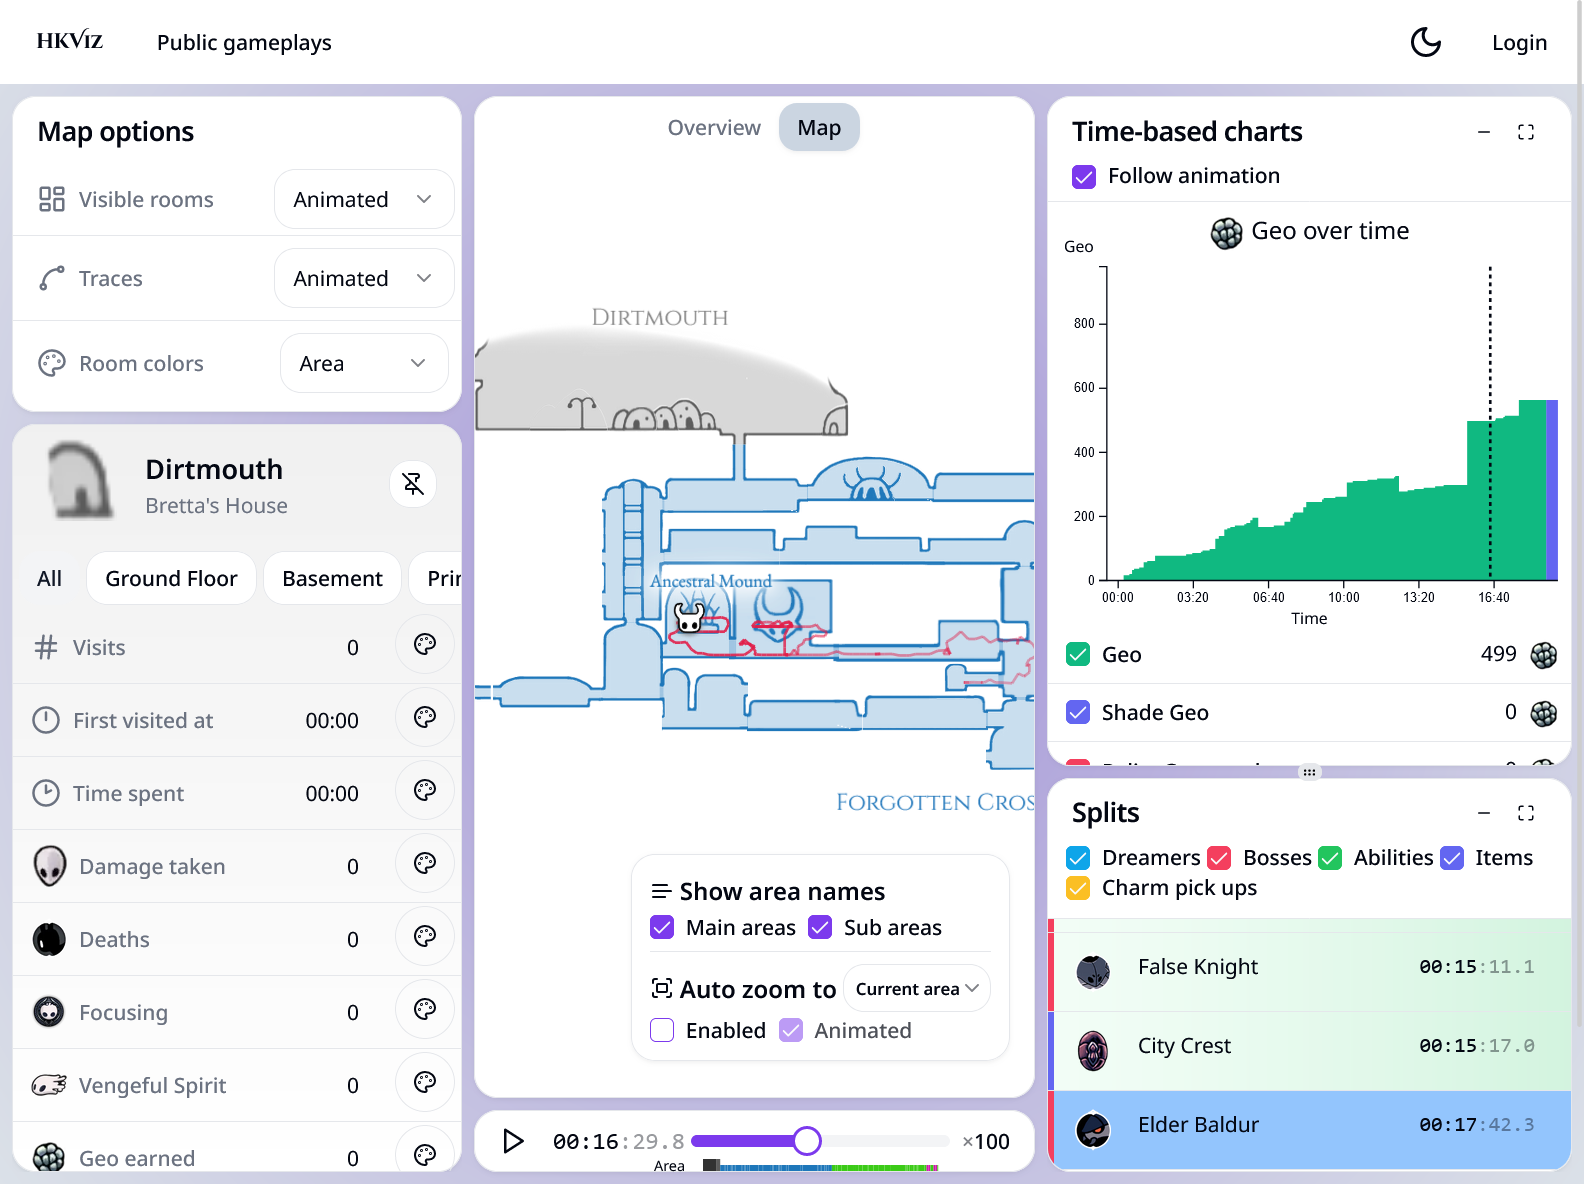 HKViz
Public gameplays
Login
Map options
Visible rooms
Animated
Traces
Animated
Room colors
Area
Dirtmouth
Bretta's House
All
Ground Floor
Basement
Visits
0
First visited at
00:00
Time spent
00:00
Damage taken
0
Deaths
0
Focusing
0
Vengeful Spirit
0
Geo earned
0
Overview
Map
Dirtmouth
Ancestral Mound
Forgotten Cros
Show area names
Main areas
Sub areas
Auto zoom to
Current area
Enabled
Animated
00:16:29.8
×100
Area
Time-based charts
Follow animation
Geo over time
Geo
800
600
400
200
0
00:00 03:20 06:40 10:00 13:20 16:40
Time
Geo
499
Shade Geo
0
Splits
Dreamers
Bosses
Abilities
Items
Charm pick ups
False Knight
00:15:11.1
City Crest
00:15:17.0
Elder Baldur
00:17:42.3